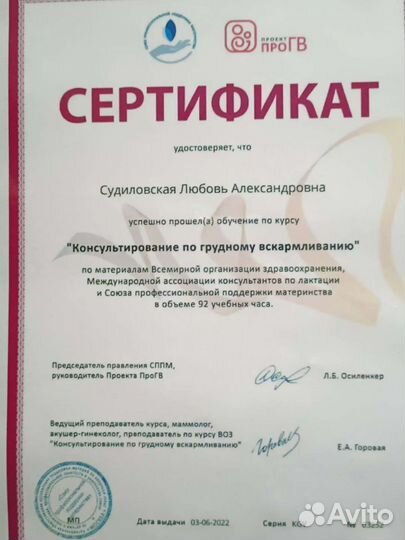 ПРОЕКТ
проГВ
СЕРТИФИКАТ
удостоверяет, что
Судиловская Любовь Александровна
успешно прошел(а) обучение по курсу
"Консультирование по грудному вскармливанию"
по материалам Всемирной организации здравоохранения,
Международной ассоциации консультантов по лактации
и Союза профессиональной поддержки материнства
в объеме 92 учебных часа.
Председатель правления СППМ,
руководитель Проекта ПроГВ
Л.Б. Осиленкер
Ведущий преподаватель курса, маммолог,
акушер-гинеколог, преподаватель по курсу ВОЗ
"Консультирование по грудному вскармливанию"
Е.А. Горовая
МП
Дата выдачи 03-06-2022 Серия №
Avito